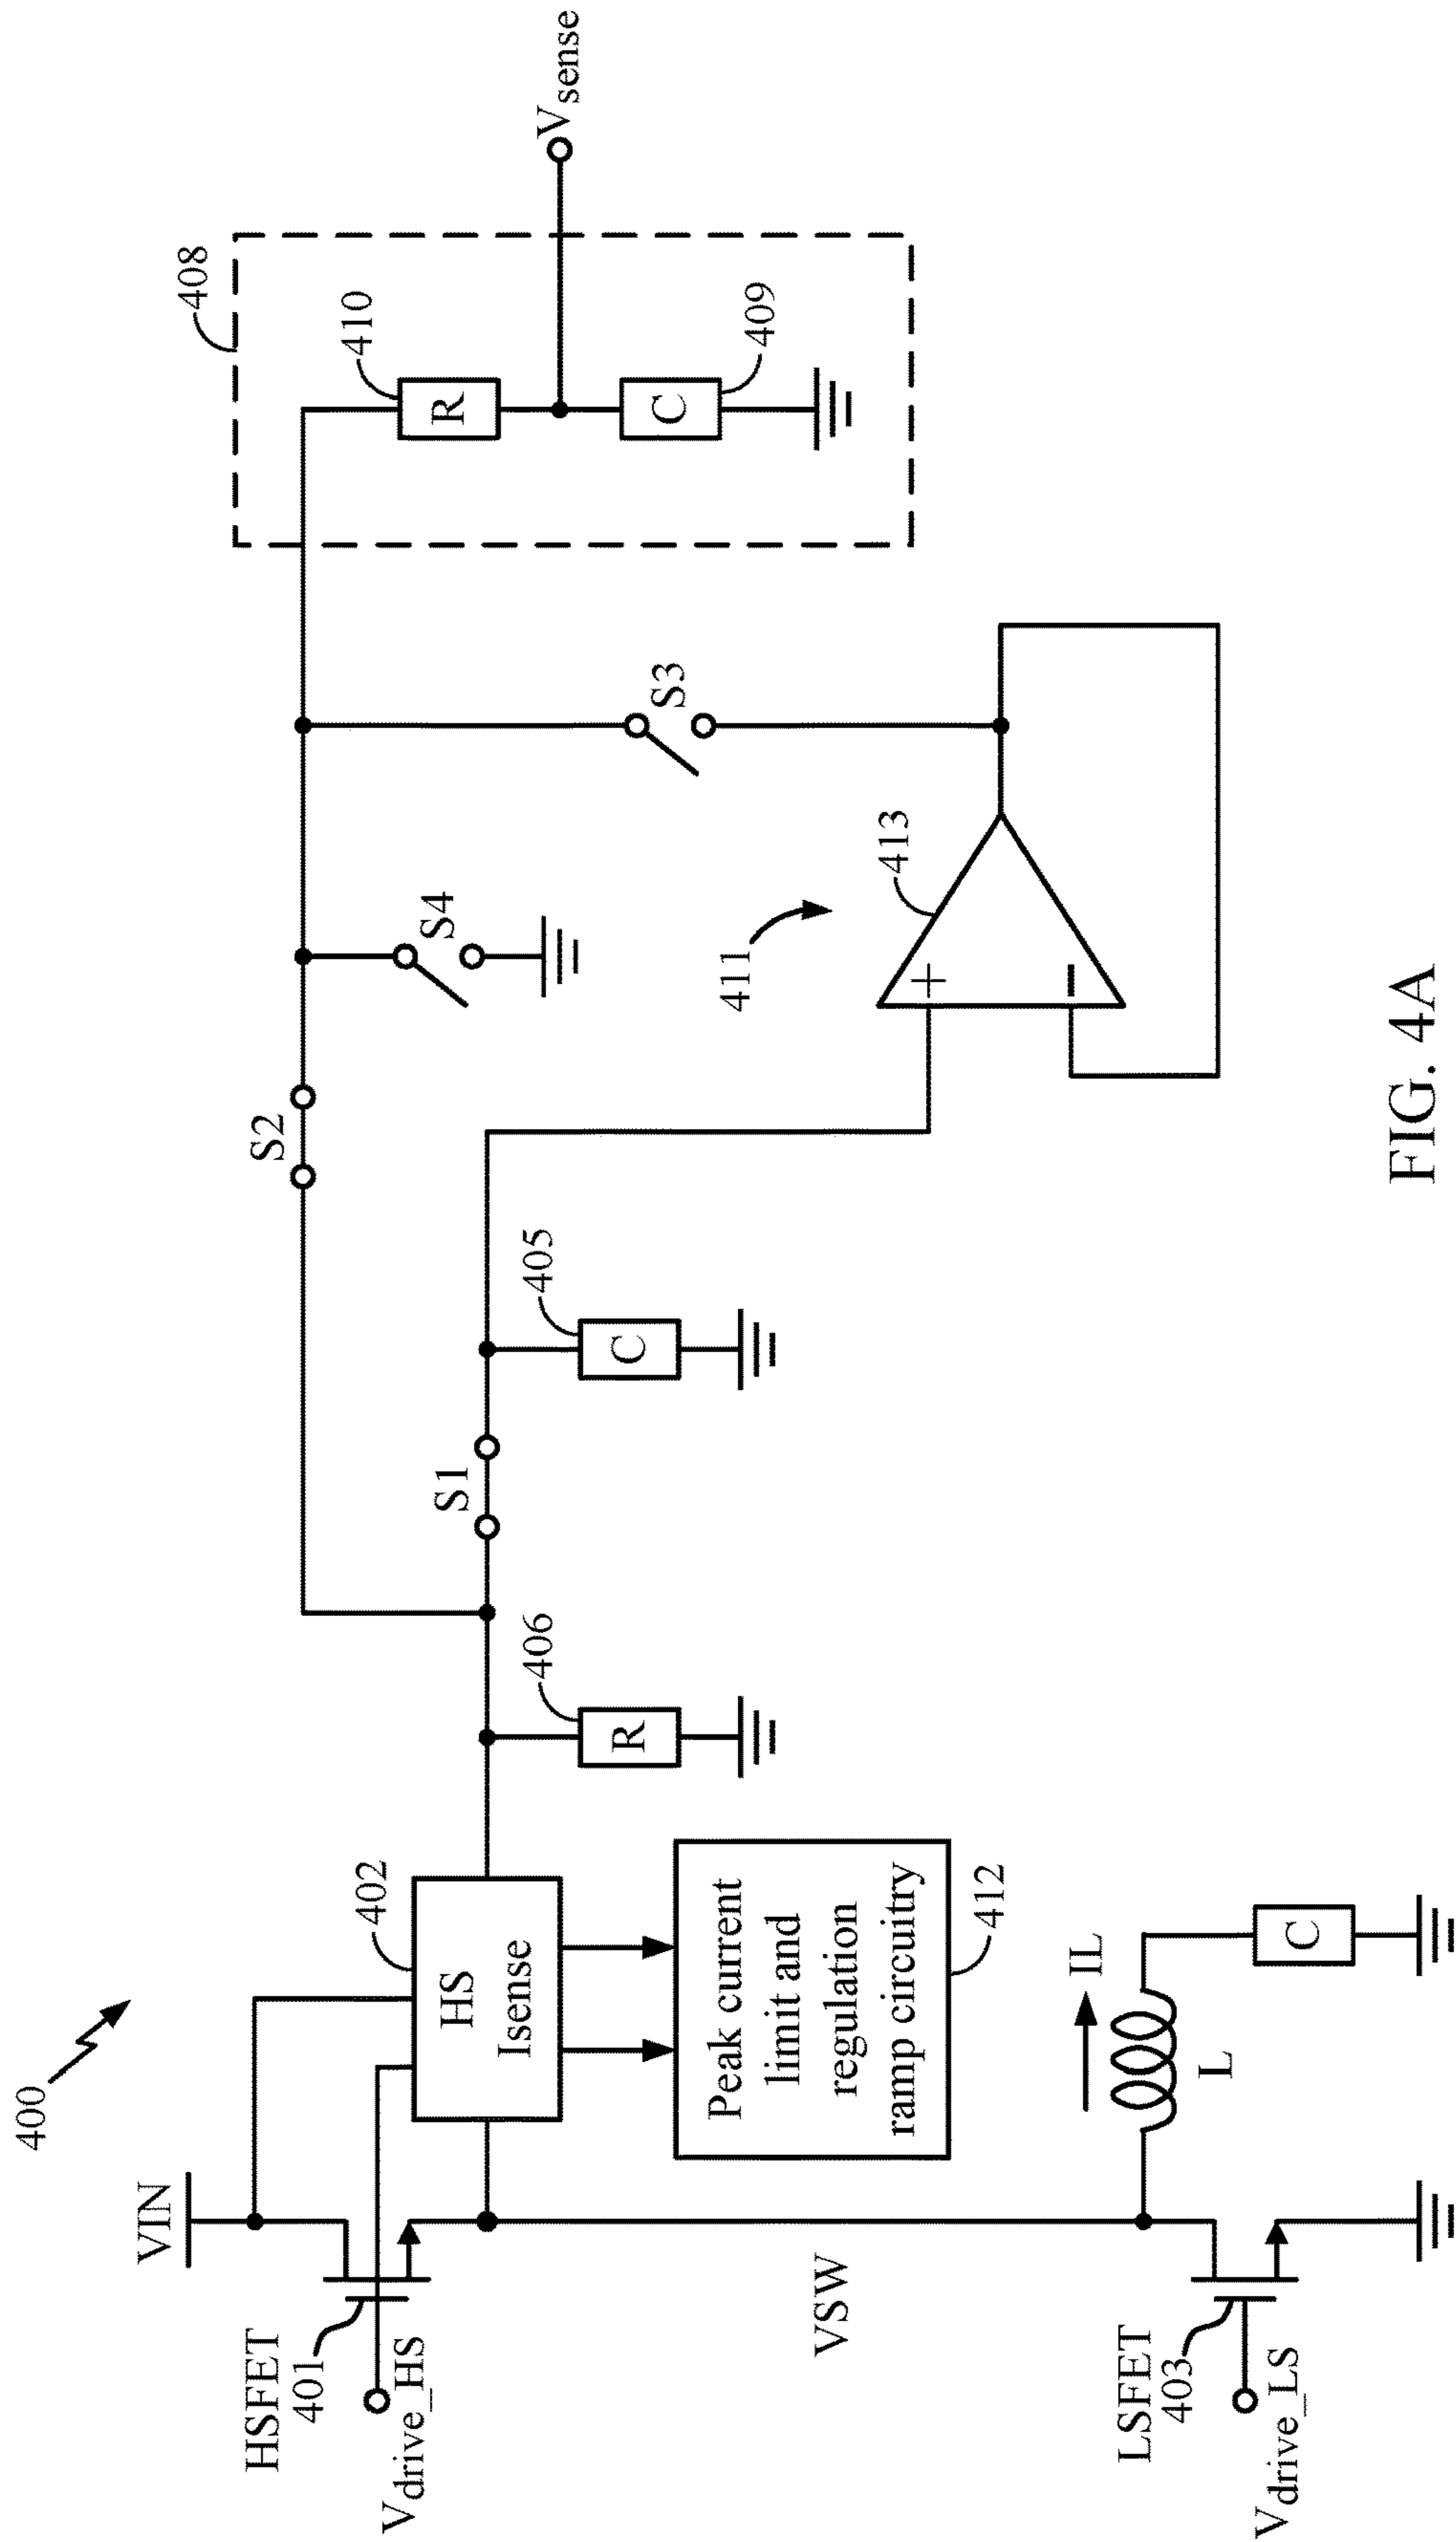 400
VIN
HSFET
401
Vdrive_HS
402
HS
Isense
406
R
Peak current
limit and
regulation
ramp circuitry
412
VSW
LSFET
403
Vdrive_LS
IL
L
C
S1
405
C
S2
S4
411
413
+
−
S3
408
410
R
409
C
Vsense
FIG. 4A